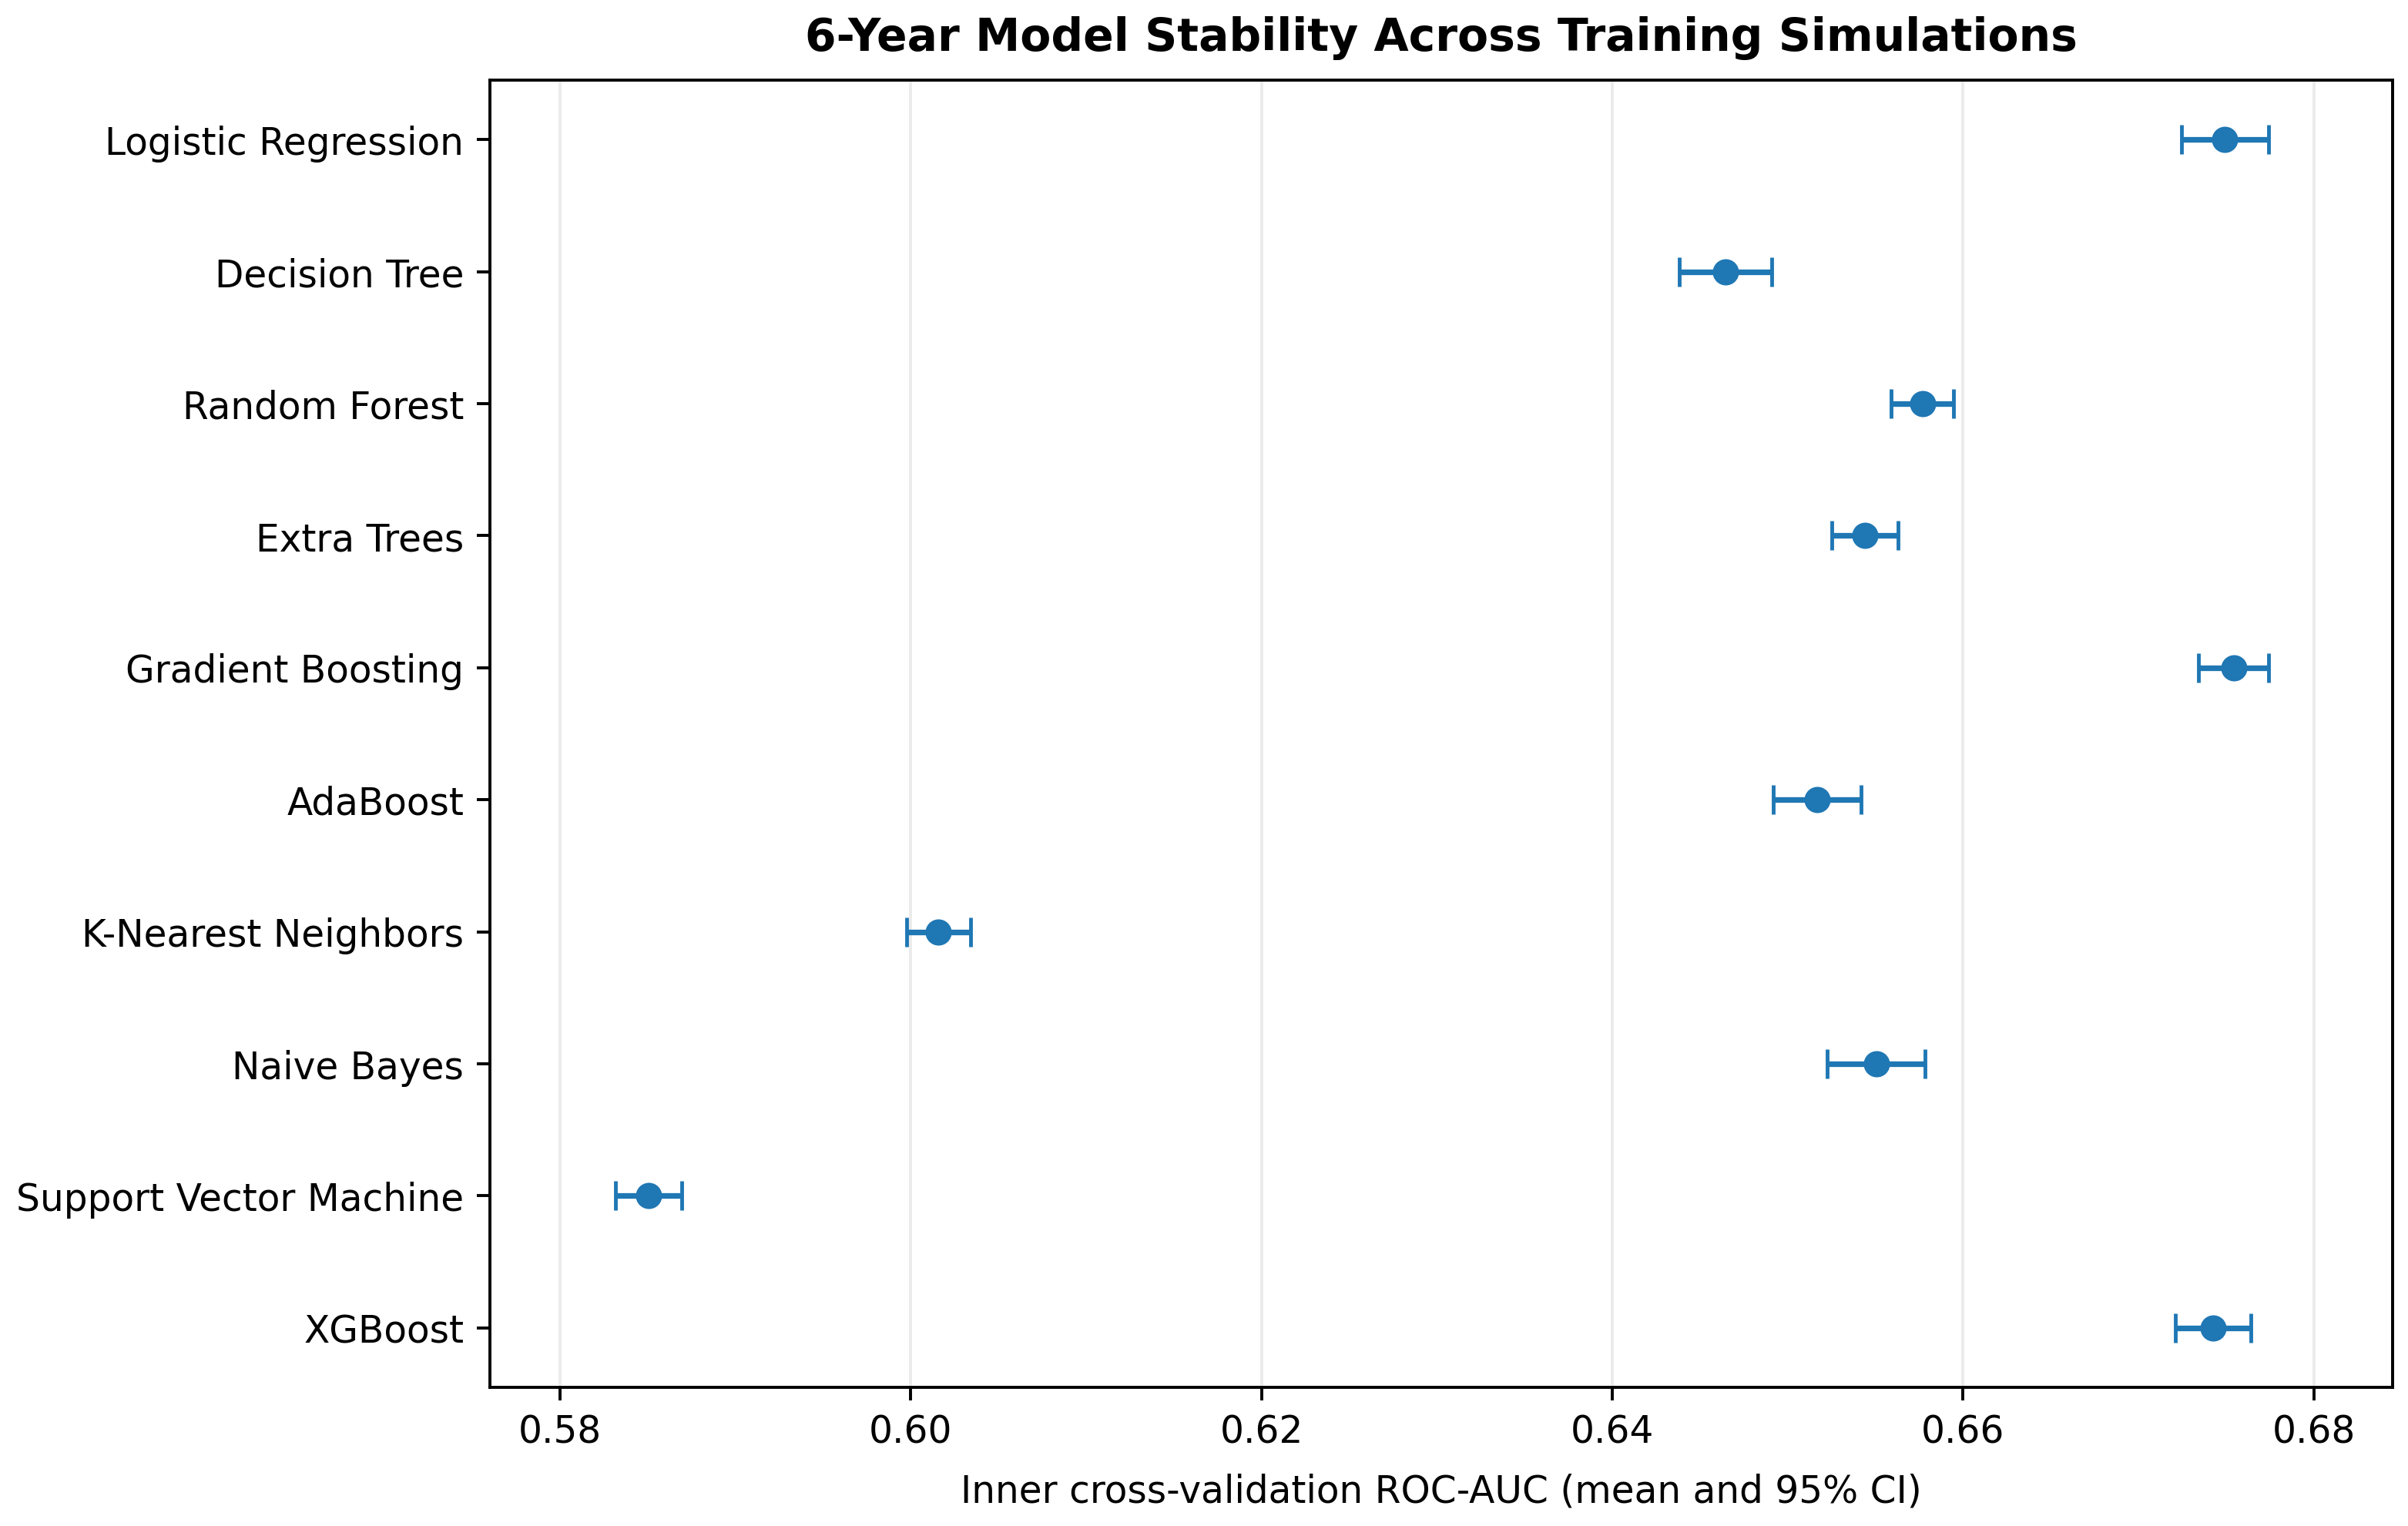 6-Year Model Stability Across Training Simulations
Logistic Regression
Decision Tree
Random Forest
Extra Trees
Gradient Boosting
AdaBoost
K-Nearest Neighbors
Naive Bayes
Support Vector Machine
XGBoost
0.58 0.60 0.62 0.64 0.66 0.68
Inner cross-validation ROC-AUC (mean and 95% CI)